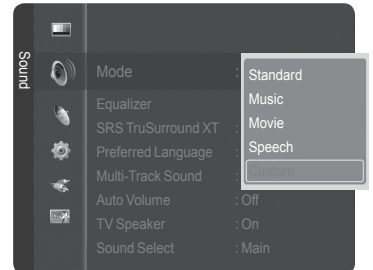 Sound
Mode :
Standard
Music
Movie
Speech
Custom
Equalizer
SRS TruSurround XT :
Preferred Language :
Multi-Track Sound :
Auto Volume : Off
TV Speaker : On
Sound Select : Main